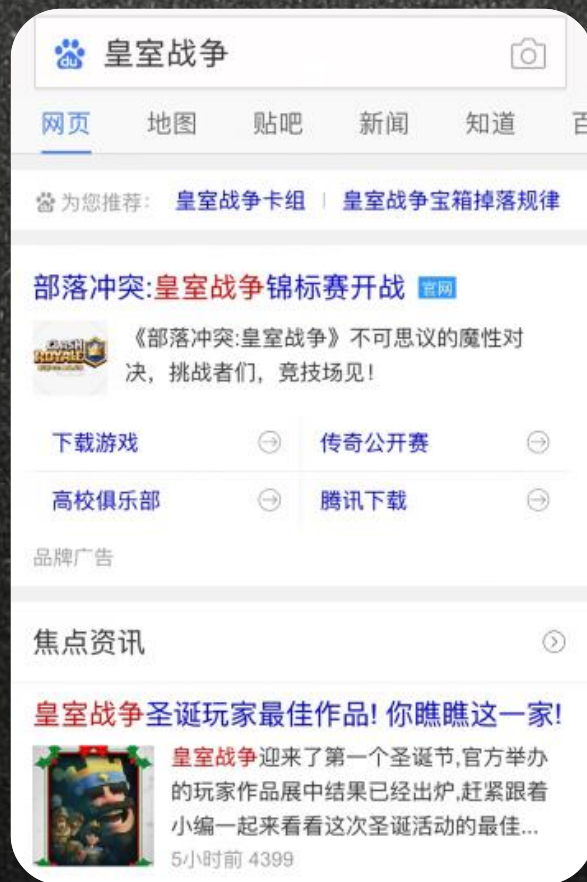 du 皇室战争
网页 地图 贴吧 新闻 知道
为您推荐: 皇室战争卡组 | 皇室战争宝箱掉落规律
部落冲突:皇室战争锦标赛开战 官网
CLASH ROYALE
《部落冲突:皇室战争》不可思议的魔性对
决，挑战者们，竞技场见！
下载游戏 传奇公开赛
高校俱乐部 腾讯下载
品牌广告
焦点资讯
皇室战争圣诞玩家最佳作品! 你瞧瞧这一家!
皇室战争迎来了第一个圣诞节,官方举办
的玩家作品展中结果已经出炉,赶紧跟着
小编一起来看看这次圣诞活动的最佳...
5小时前 4399